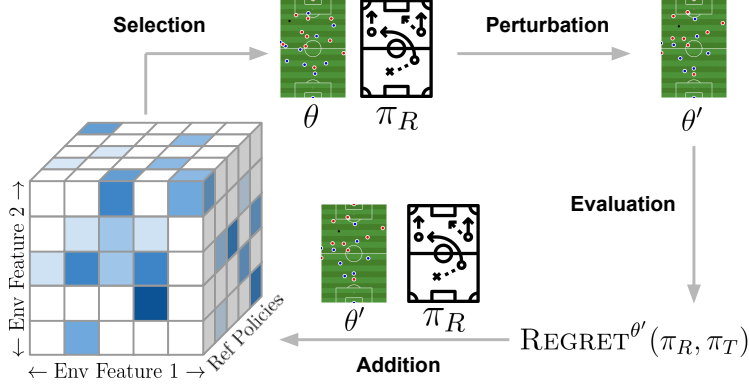 Selection
Perturbation
θ
π_R
θ′
Evaluation
← Env Feature 2 →
θ′
π_R
REGRET^θ′(π_R, π_T)
Addition
← Env Feature 1 →
Ref Policies